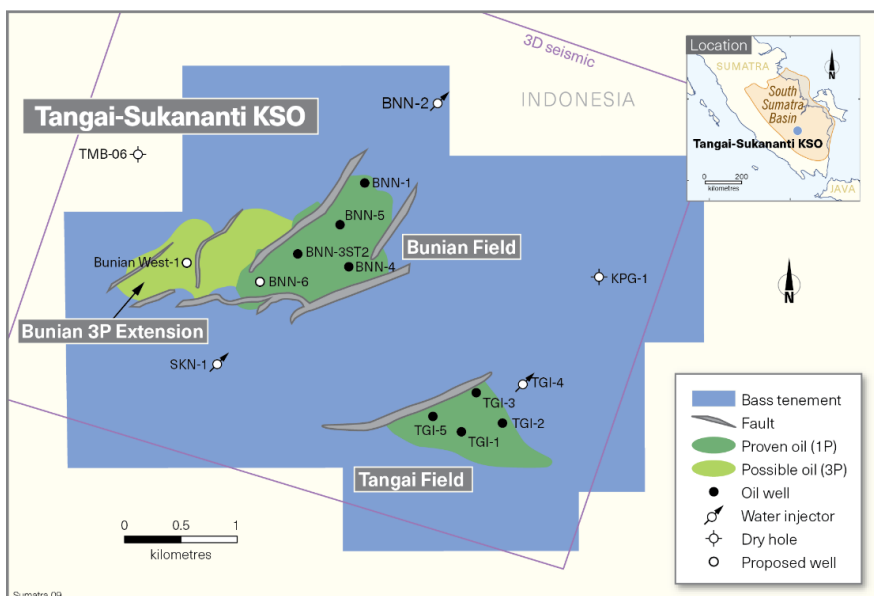 3D seismic
INDONESIA
Location
SUMATRA
N
South
Sumatra
Basin
Tangai-Sukananti KSO
0 200
kilometres
JAVA
Tangai-Sukananti KSO
BNN-2
TMB-06
BNN-1
BNN-5
Bunian Field
BNN-3ST2
BNN-4
Bunian West-1
BNN-6
KPG-1
N
Bunian 3P Extension
SKN-1
TGI-4
TGI-3
TGI-2
TGI-5
TGI-1
Tangai Field
0 0.5 1
kilometres
Bass tenement
Fault
Proven oil (1P)
Possible oil (3P)
Oil well
Water injector
Dry hole
Proposed well
Sumatra 09